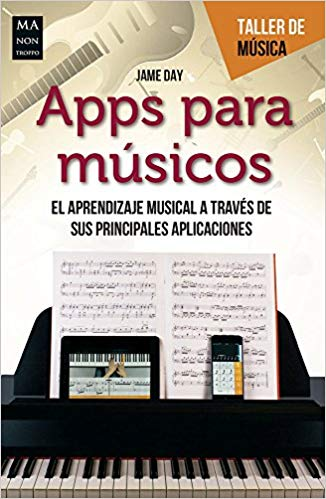 MA
NON
TROPPO
TALLER DE
MÚSICA
JAME DAY
Apps para
músicos
EL APRENDIZAJE MUSICAL A TRAVÉS DE
SUS PRINCIPALES APLICACIONES